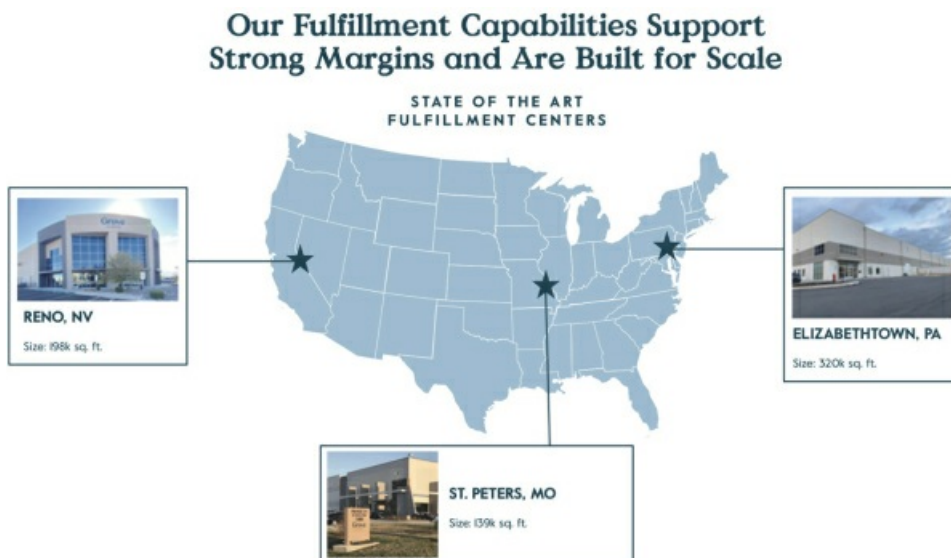 Our Fulfillment Capabilities Support
Strong Margins and Are Built for Scale
STATE OF THE ART
FULFILLMENT CENTERS
Grove
RENO, NV
Size: 198k sq. ft.
ELIZABETHTOWN, PA
Size: 320k sq. ft.
ST. PETERS, MO
Size: 139k sq. ft.